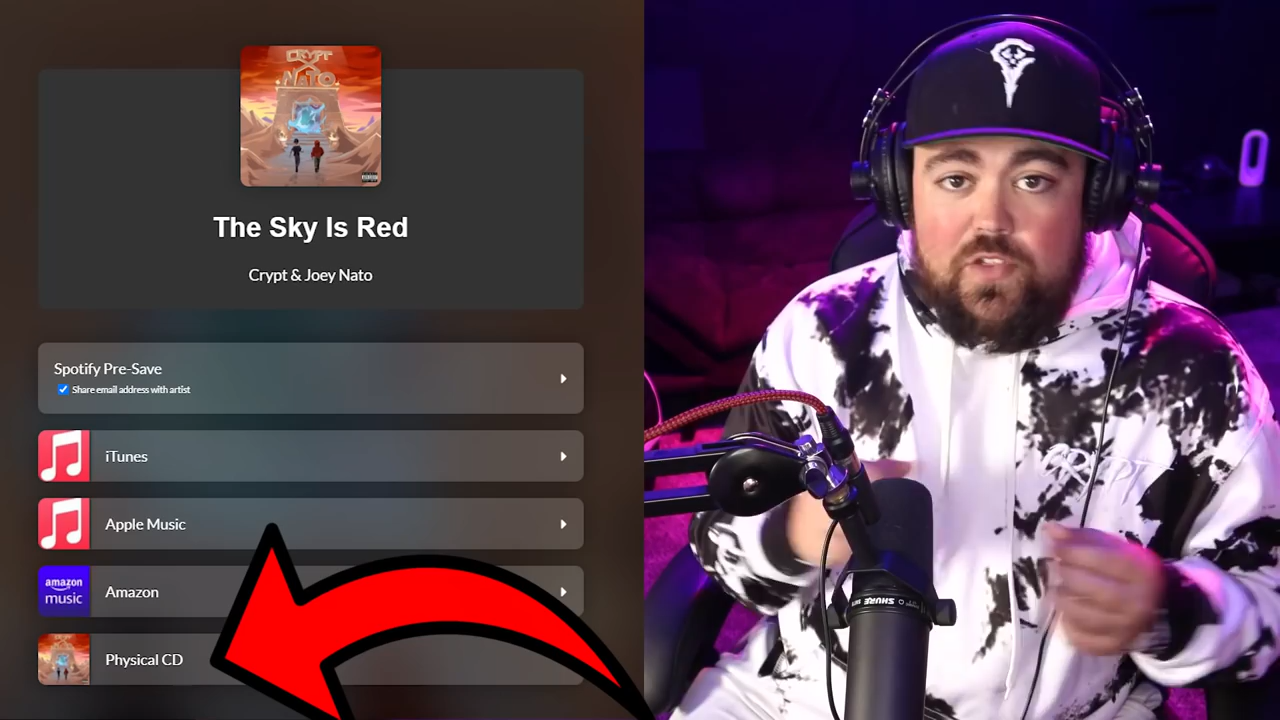 CRYPT
X
NATO
The Sky Is Red
Crypt & Joey Nato
Spotify Pre-Save
Share email address with artist
iTunes
Apple Music
amazon
music
Amazon
Physical CD
CRYPT
SHURE